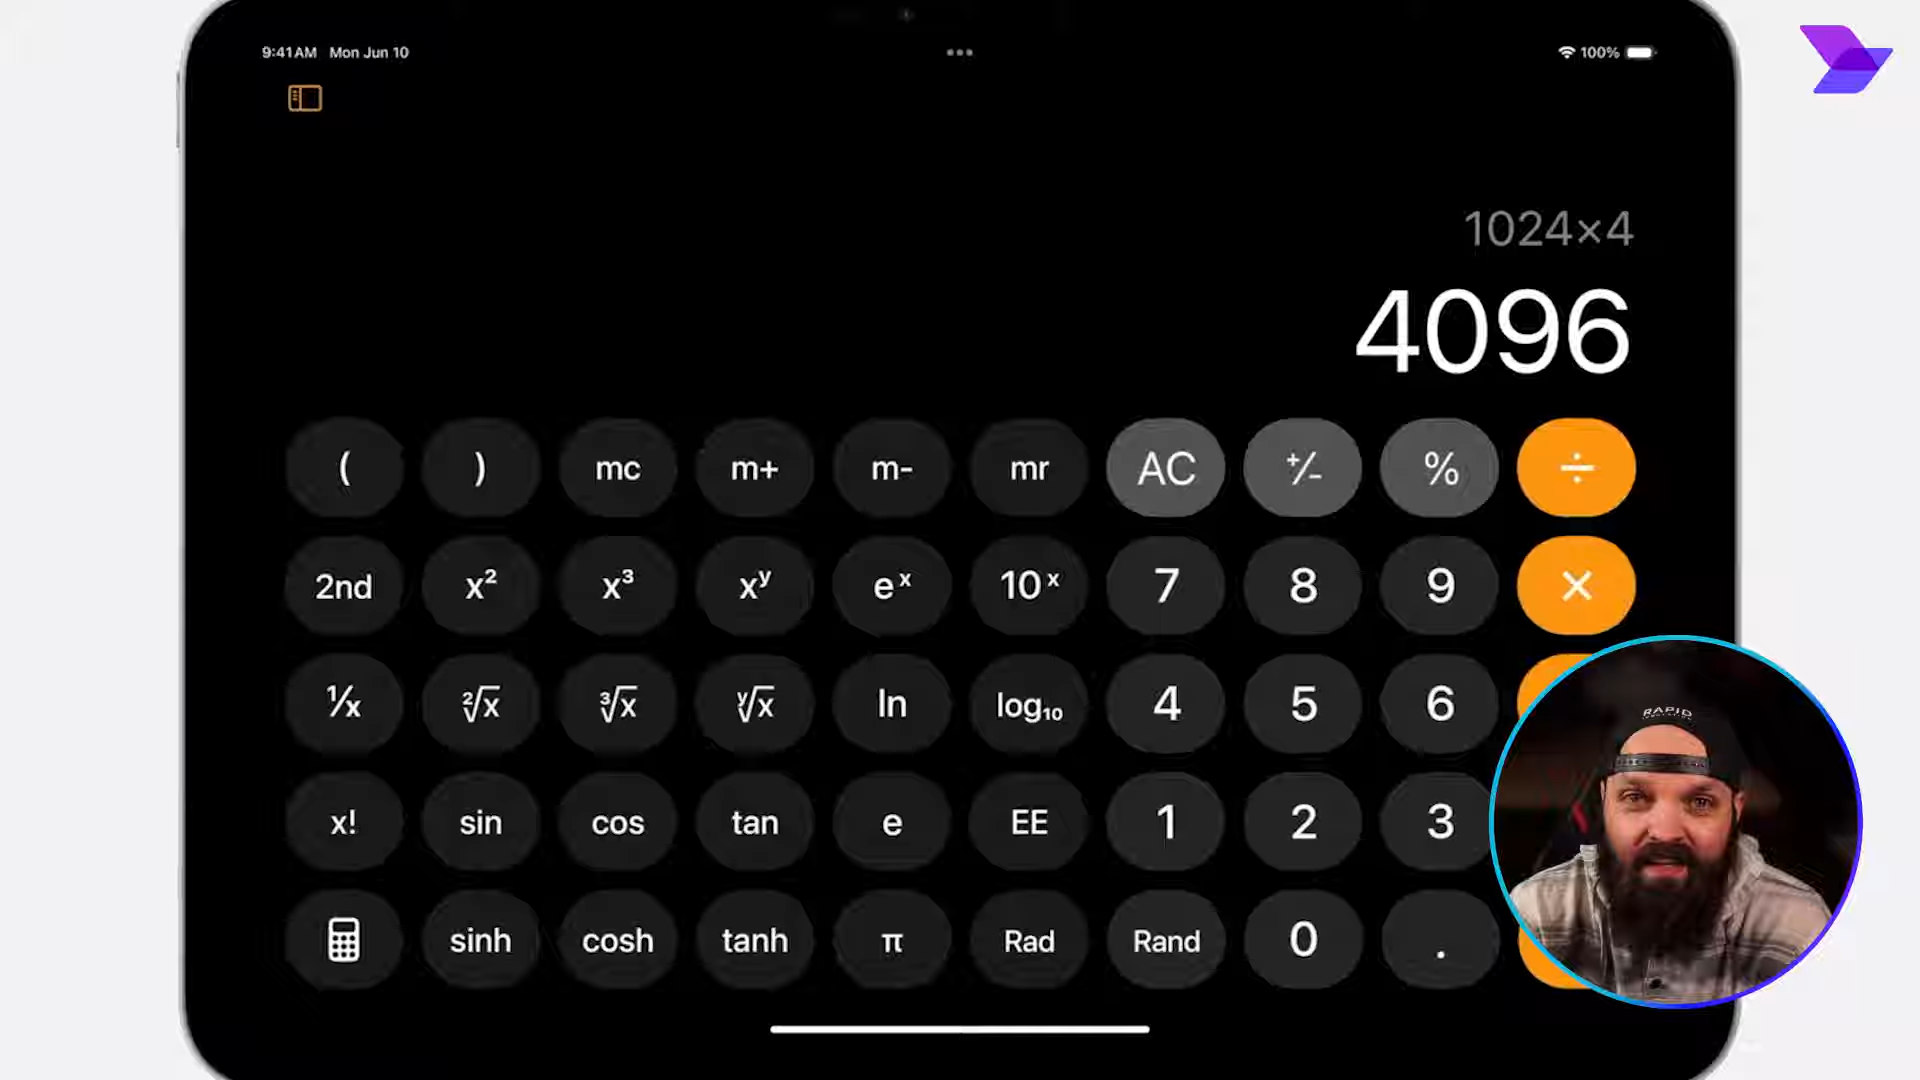 9:41 AM Mon Jun 10
100%
1024×4
4096
( ) mc m+ m- mr AC +/- % ÷
2nd x² x³ xʸ eˣ 10ˣ 7 8 9 ×
1/x ²√x ³√x ʸ√x ln log₁₀ 4 5 6
x! sin cos tan e EE 1 2 3
sinh cosh tanh π Rad Rand 0 .
RAPID